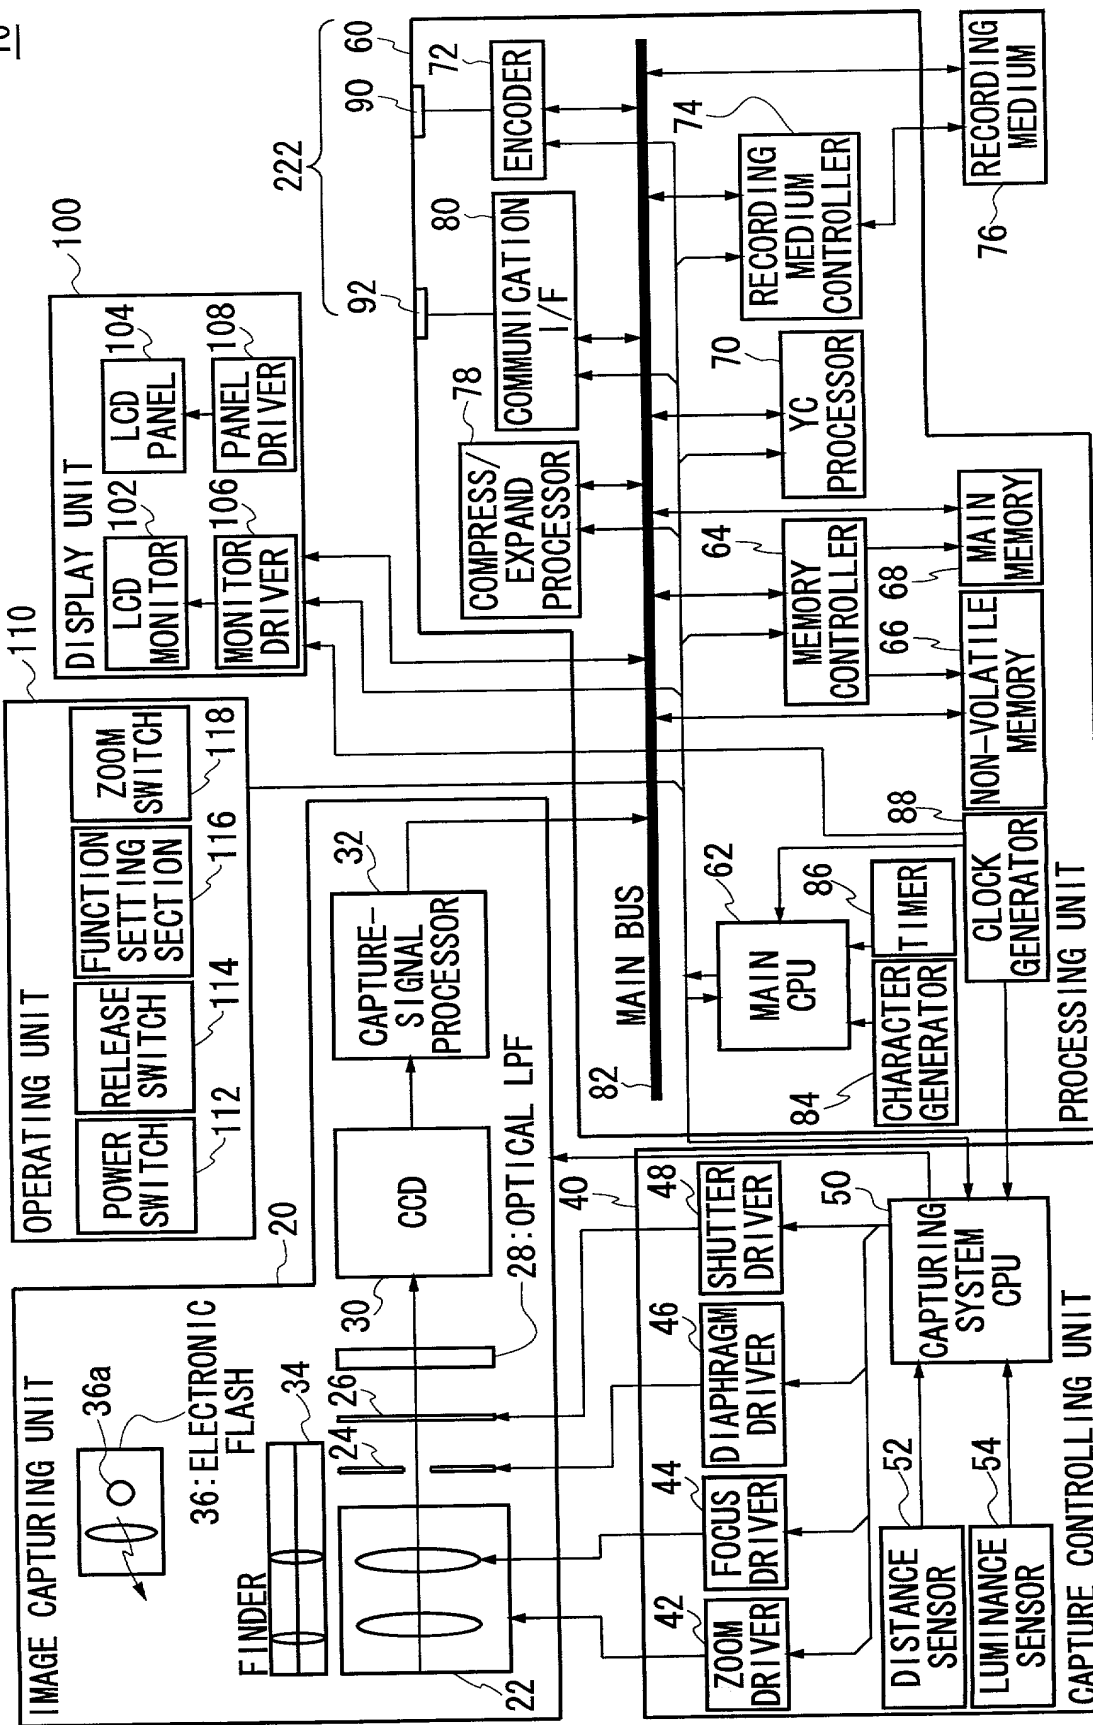 10
IMAGE CAPTURING UNIT
20
36a
36:ELECTRONIC
FLASH
FINDER
34
22
24
26
28:OPTICAL LPF
30
CCD
32
CAPTURE-
SIGNAL
PROCESSOR
OPERATING UNIT
110
POWER
SWITCH
112
RELEASE
SWITCH
114
FUNCTION
SETTING
SECTION
116
ZOOM
SWITCH
118
DISPLAY UNIT
100
LCD
MONITOR
102
LCD
PANEL
104
MONITOR
DRIVER
106
PANEL
DRIVER
108
222
92
90
60
COMPRESS/
EXPAND
PROCESSOR
78
COMMUNICATION
I/F
80
ENCODER
72
MAIN BUS
82
MAIN
CPU
62
CHARACTER
GENERATOR
84
TIMER
86
CLOCK
GENERATOR
88
MEMORY
CONTROLLER
64
NON-VOLATILE
MEMORY
66
MAIN
MEMORY
68
YC
PROCESSOR
70
RECORDING
MEDIUM
CONTROLLER
74
RECORDING
MEDIUM
76
PROCESSING UNIT
40
ZOOM
DRIVER
42
FOCUS
DRIVER
44
DIAPHRAGM
DRIVER
46
SHUTTER
DRIVER
48
CAPTURING
SYSTEM
CPU
50
DISTANCE
SENSOR
52
LUMINANCE
SENSOR
54
CAPTURE CONTROLLING UNIT